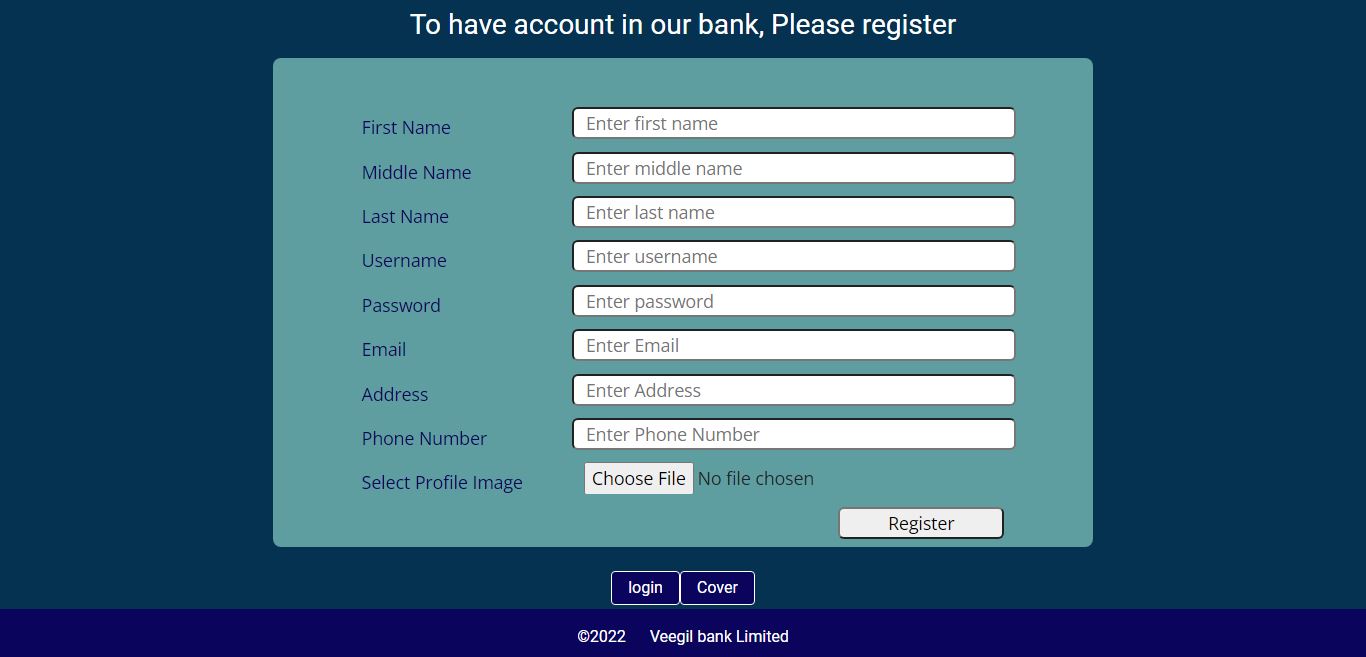 To have account in our bank, Please register
First Name Enter first name
Middle Name Enter middle name
Last Name Enter last name
Username Enter username
Password Enter password
Email Enter Email
Address Enter Address
Phone Number Enter Phone Number
Select Profile Image Choose File No file chosen
Register
login Cover
©2022 Veegil bank Limited